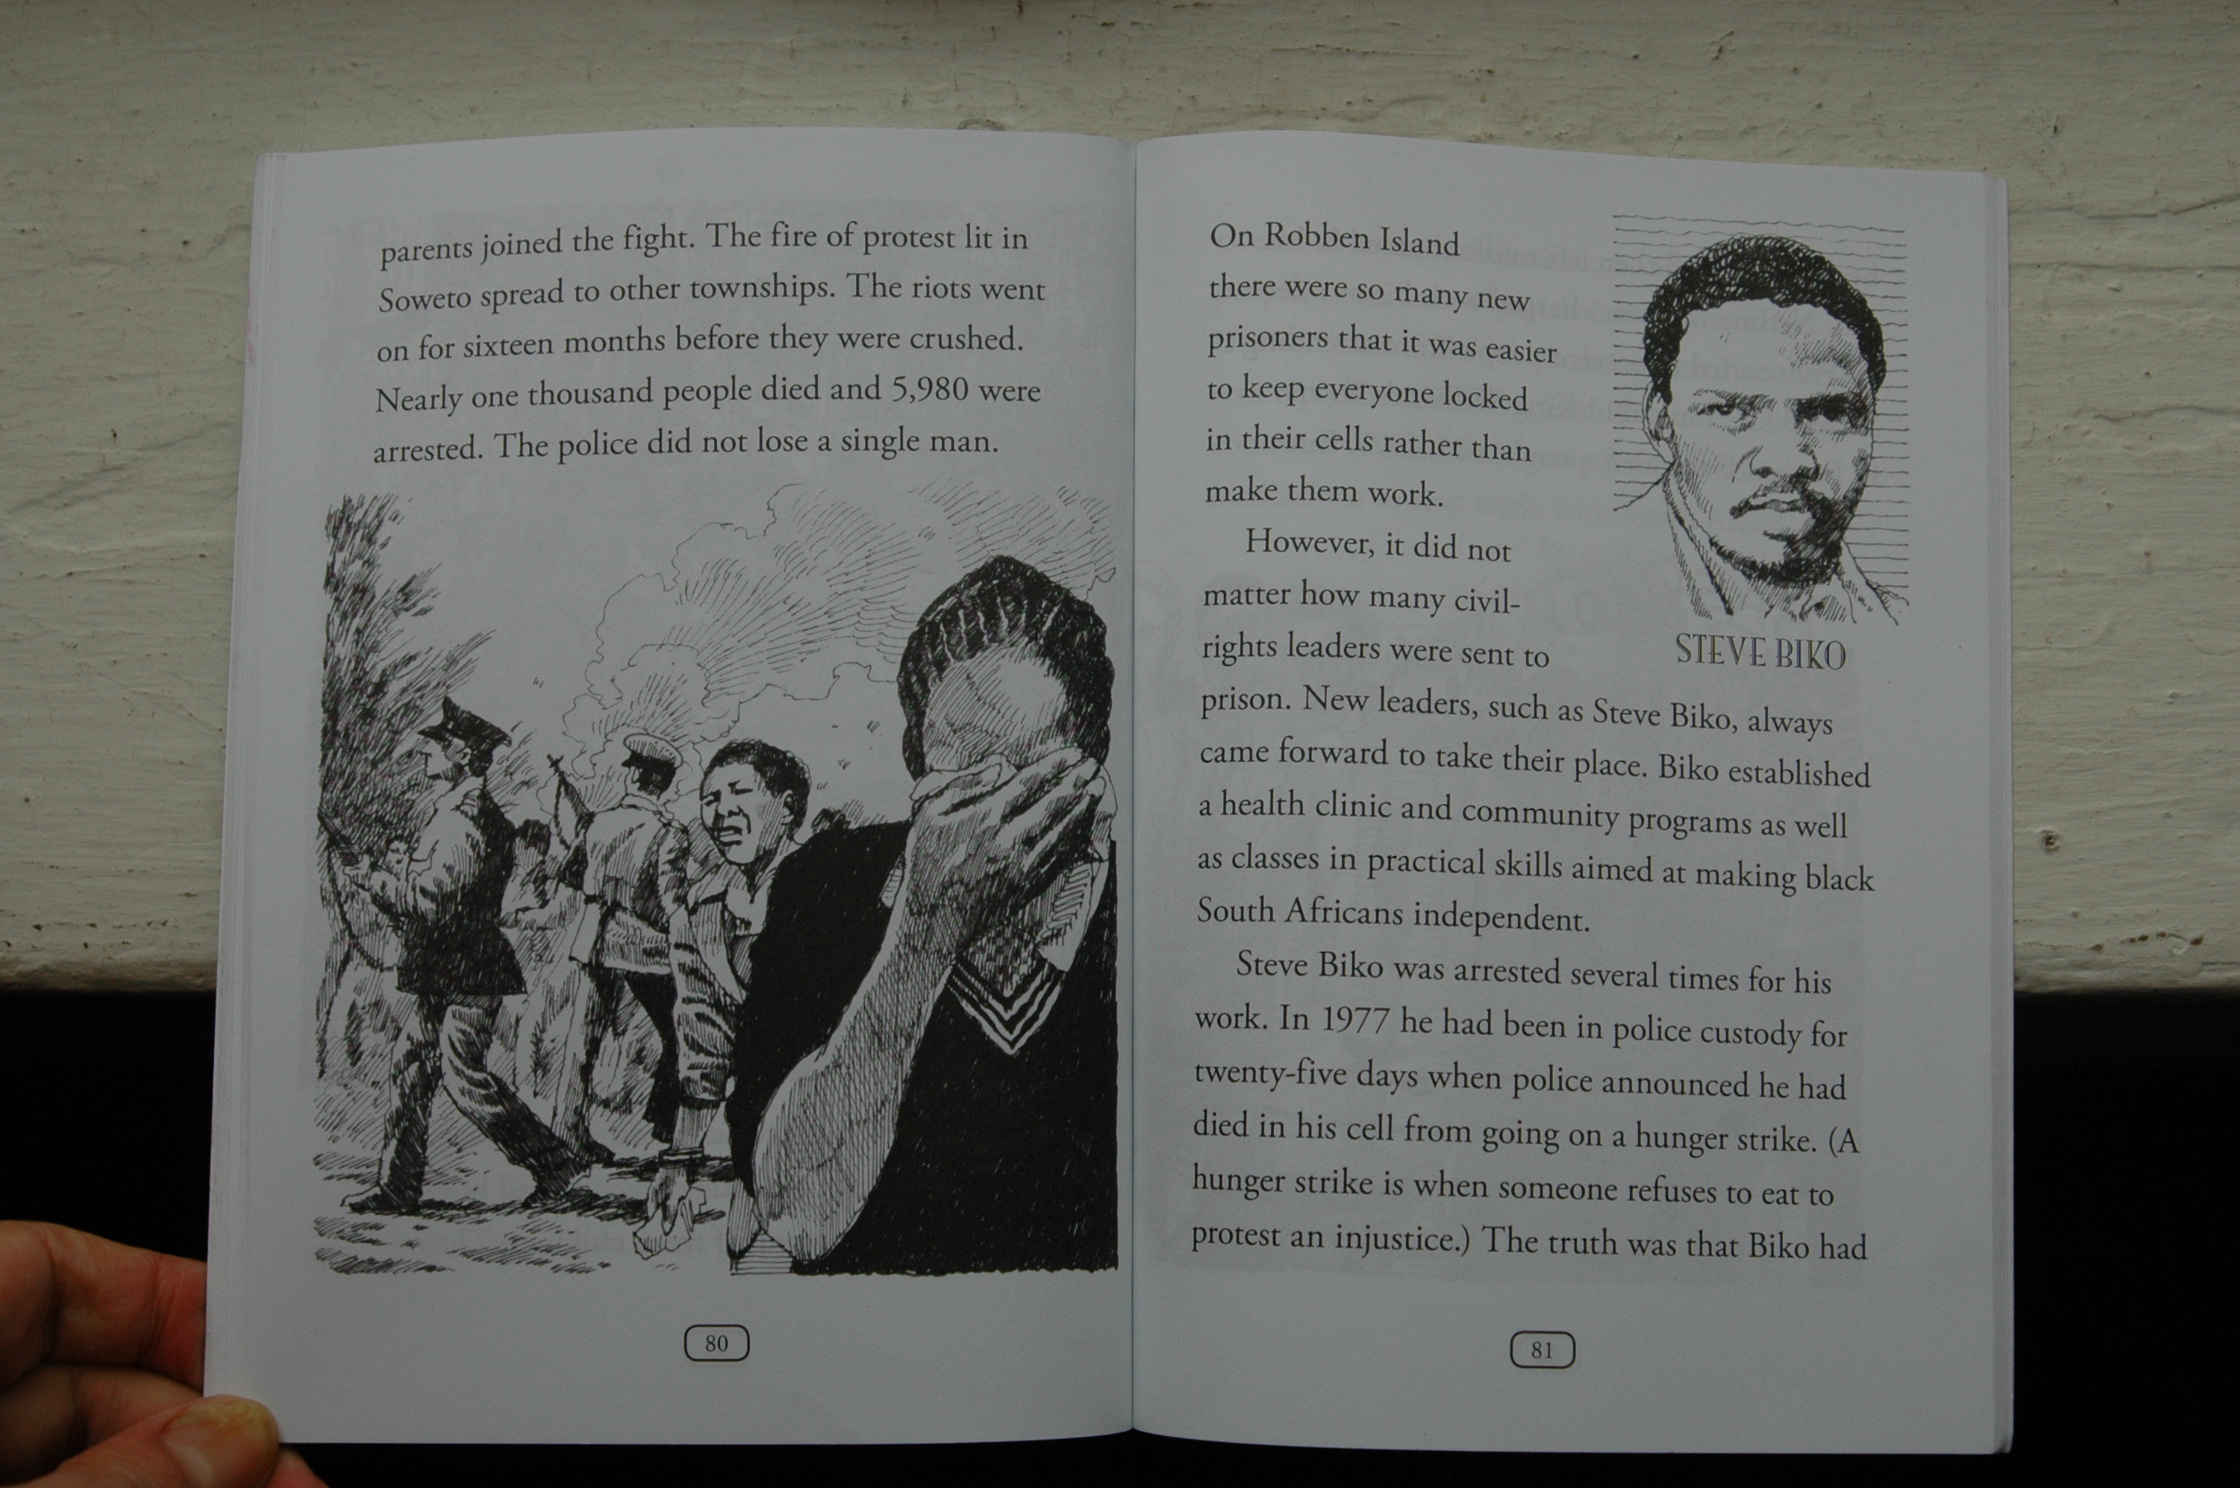 parents joined the fight. The fire of protest lit in
Soweto spread to other townships. The riots went
on for sixteen months before they were crushed.
Nearly one thousand people died and 5,980 were
arrested. The police did not lose a single man.
80
On Robben Island
there were so many new
prisoners that it was easier
to keep everyone locked
in their cells rather than
make them work.
However, it did not
matter how many civil-
rights leaders were sent to
STEVE BIKO
prison. New leaders, such as Steve Biko, always
came forward to take their place. Biko established
a health clinic and community programs as well
as classes in practical skills aimed at making black
South Africans independent.
Steve Biko was arrested several times for his
work. In 1977 he had been in police custody for
twenty-five days when police announced he had
died in his cell from going on a hunger strike. (A
hunger strike is when someone refuses to eat to
protest an injustice.) The truth was that Biko had
81